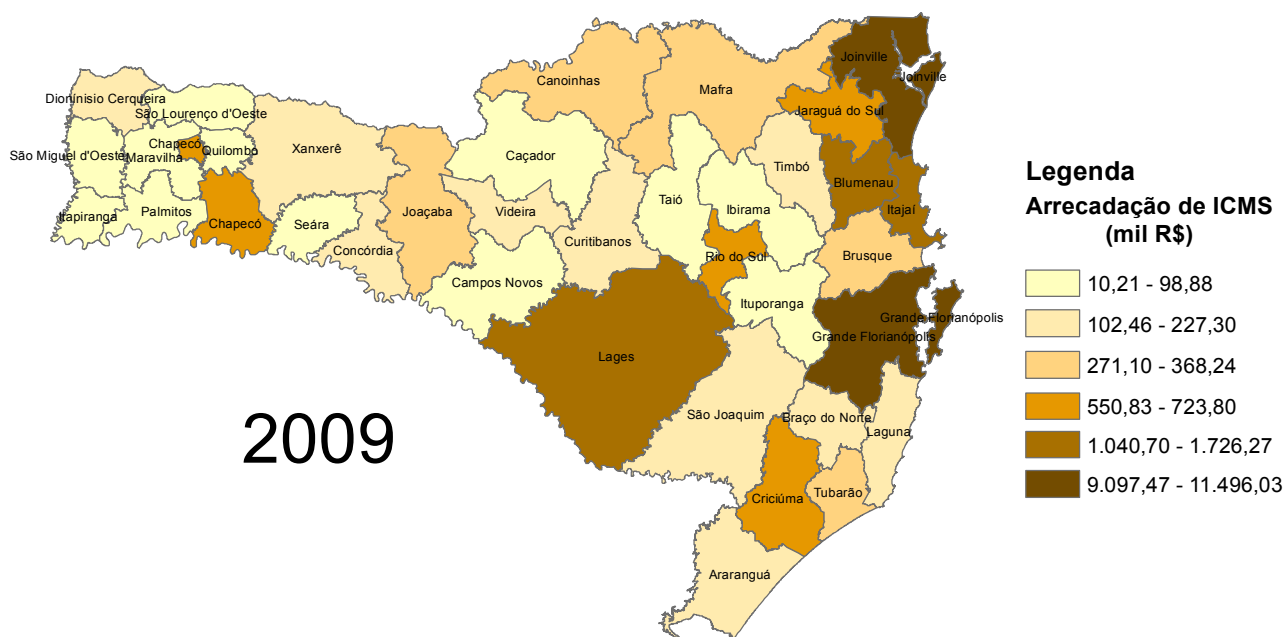 Joinville
Joinville
Canoinhas
Mafra
Dionínisio Cerqueira
São Lourenço d'Oeste
Jaraguá do Sul
Chapecó
Xanxerê
Quilombo
São Miguel d'Oeste
Maravilha
Caçador
Timbó
Blumenau
Taió
Ibirama
Itajaí
Itapiranga
Palmitos
Chapecó
Seára
Joaçaba
Videira
Curitibanos
Concórdia
Rio do Sul
Brusque
Campos Novos
Ituporanga
Grande Florianópolis
Grande Florianópolis
Lages
São Joaquim
Braço do Norte
Laguna
Criciúma
Tubarão
Araranguá
2009
Legenda
Arrecadação de ICMS
(mil R$)
10,21 - 98,88
102,46 - 227,30
271,10 - 368,24
550,83 - 723,80
1.040,70 - 1.726,27
9.097,47 - 11.496,03